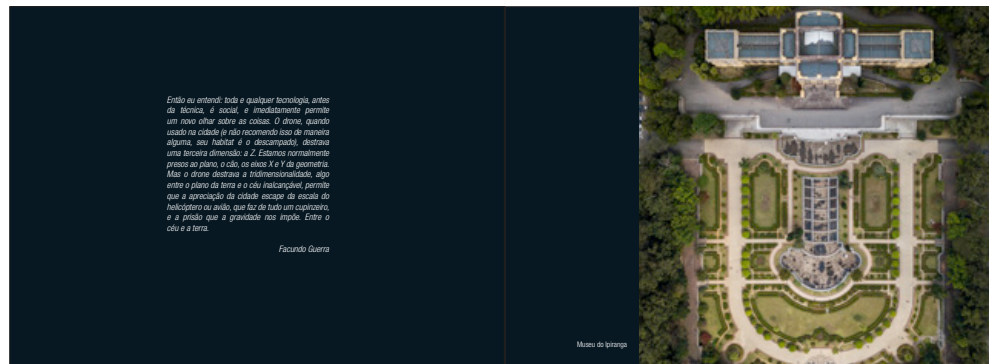 Então eu entendi: toda e qualquer tecnologia, antes
da técnica, é social, e imediatamente permite
um novo olhar sobre as coisas. O drone, quando
usado na cidade (e não recomendo isso de maneira
alguma, seu habitat é o descampado), destrava
uma terceira dimensão: a Z. Estamos normalmente
presos ao plano, o cão, os eixos X e Y da geometria.
Mas o drone destrava a tridimensionalidade, algo
entre o plano da terra e o céu inalcançável, permite
que a apreciação da cidade escape da escala do
helicóptero ou avião, que faz de tudo um cupinzeiro,
e a prisão que a gravidade nos impõe. Entre o
céu e a terra.
Facundo Guerra
Museu do Ipiranga